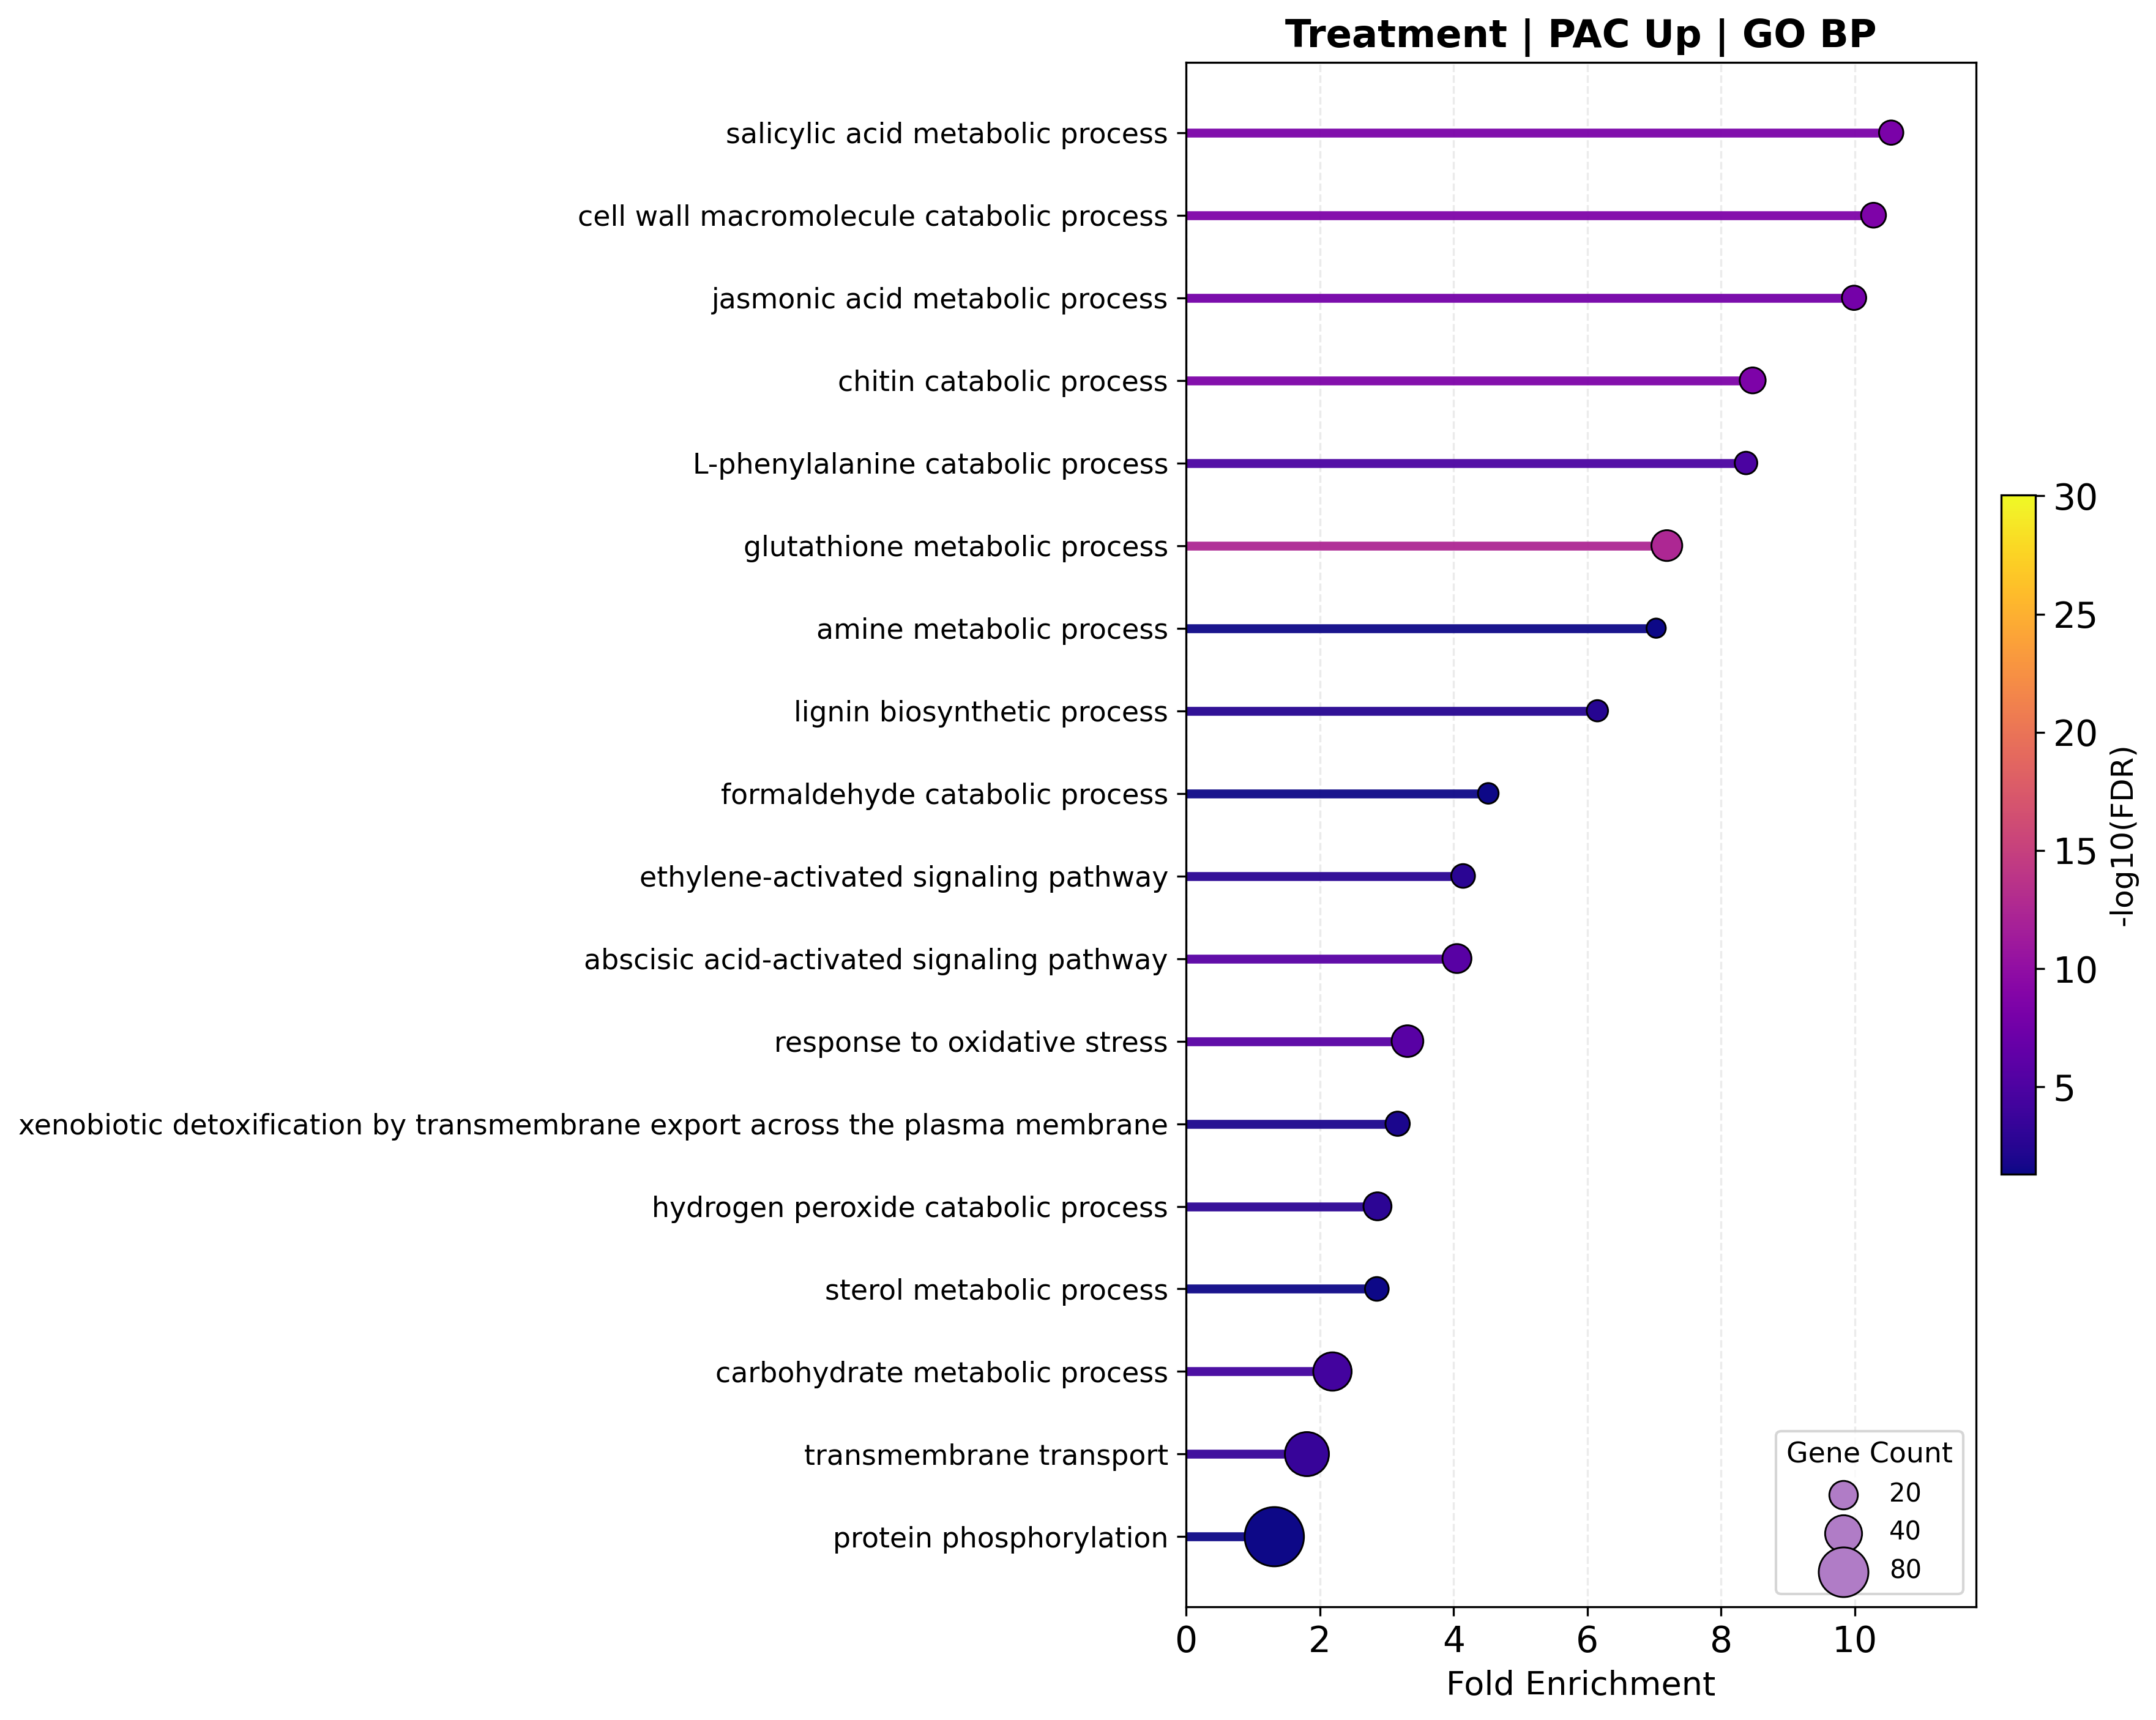 Treatment | PAC Up | GO BP
salicylic acid metabolic process
cell wall macromolecule catabolic process
jasmonic acid metabolic process
chitin catabolic process
L-phenylalanine catabolic process
glutathione metabolic process
amine metabolic process
lignin biosynthetic process
formaldehyde catabolic process
ethylene-activated signaling pathway
abscisic acid-activated signaling pathway
response to oxidative stress
xenobiotic detoxification by transmembrane export across the plasma membrane
hydrogen peroxide catabolic process
sterol metabolic process
carbohydrate metabolic process
transmembrane transport
protein phosphorylation
0 2 4 6 8 10
Fold Enrichment
Gene Count
20
40
80
30
25
20
15
10
5
-log10(FDR)